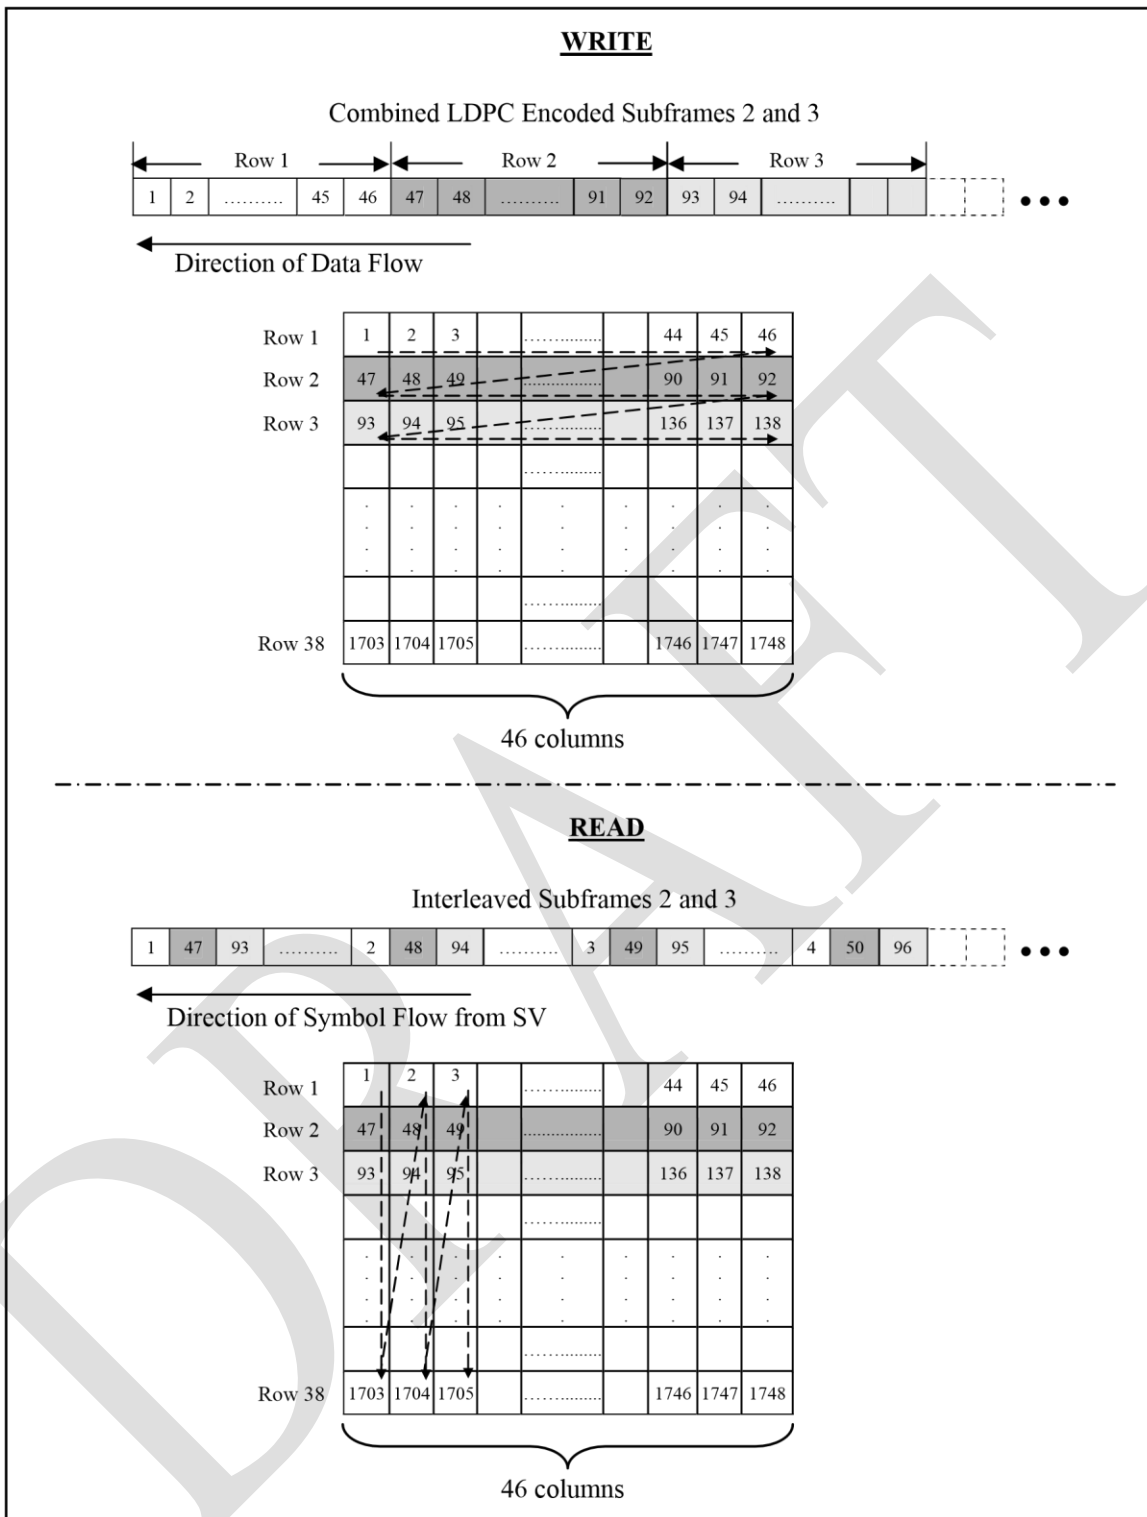 WRITE
Combined LDPC Encoded Subframes 2 and 3
Row 1 Row 2 Row 3
1 2 .......... 45 46 47 48 .......... 91 92 93 94 ..........
Direction of Data Flow
Row 1 1 2 3 .............. 44 45 46
Row 2 47 48 49 .............. 90 91 92
Row 3 93 94 95 .............. 136 137 138
..............
. . . . . . . .
. . . . . . . .
. . . . . . . .
. . . . . . . .
..............
Row 38 1703 1704 1705 .............. 1746 1747 1748
46 columns
READ
Interleaved Subframes 2 and 3
1 47 93 .......... 2 48 94 .......... 3 49 95 .......... 4 50 96
Direction of Symbol Flow from SV
Row 1 1 2 3 .............. 44 45 46
Row 2 47 48 49 .............. 90 91 92
Row 3 93 94 95 .............. 136 137 138
..............
. . . . . . . .
. . . . . . . .
. . . . . . . .
. . . . . . . .
..............
Row 38 1703 1704 1705 .............. 1746 1747 1748
46 columns
DRAFT